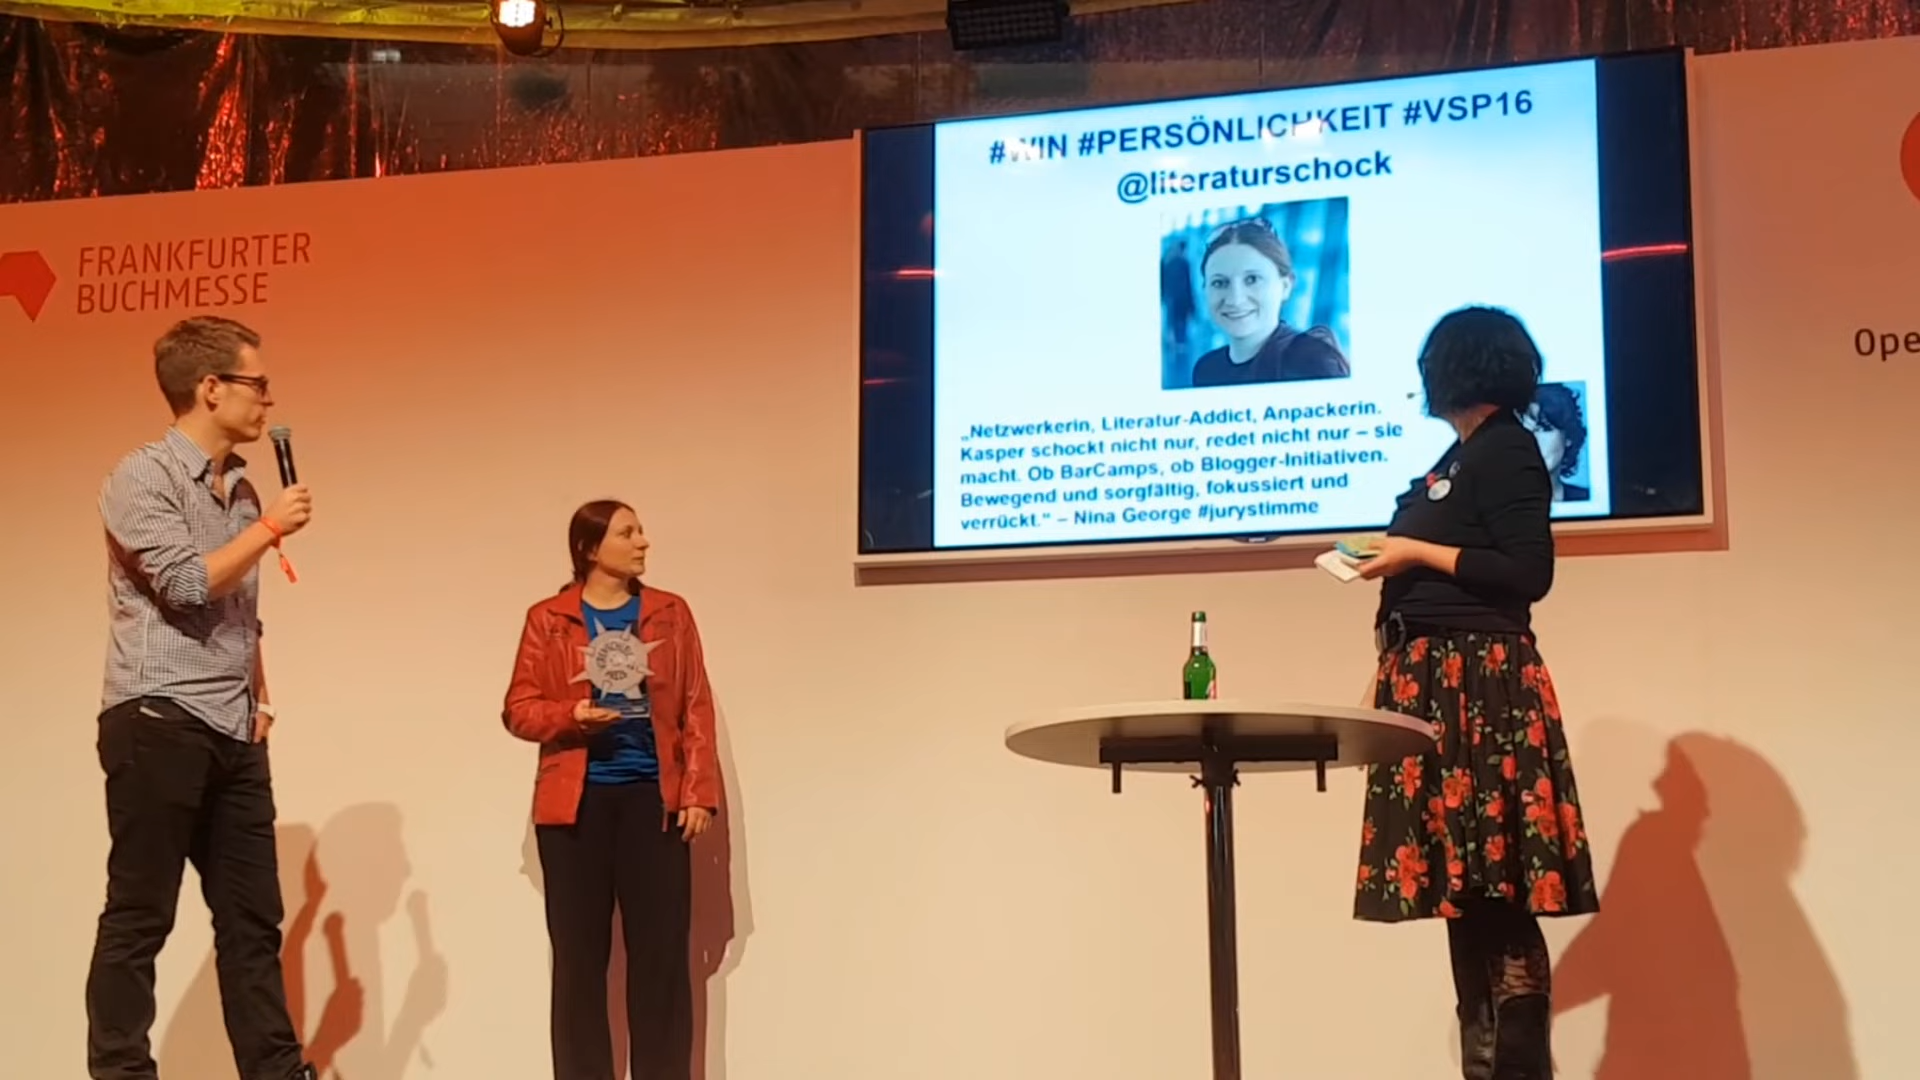 FRANKFURTER
BUCHMESSE
#WIN #PERSÖNLICHKEIT #VSP16
@literaturschock
„Netzwerkerin, Literatur-Addict, Anpackerin.
Kasper schockt nicht nur, redet nicht nur – sie
macht. Ob BarCamps, ob Blogger-Initiativen.
Bewegend und sorgfältig, fokussiert und
verrückt.“ – Nina George #jurystimme
Ope
PREIS